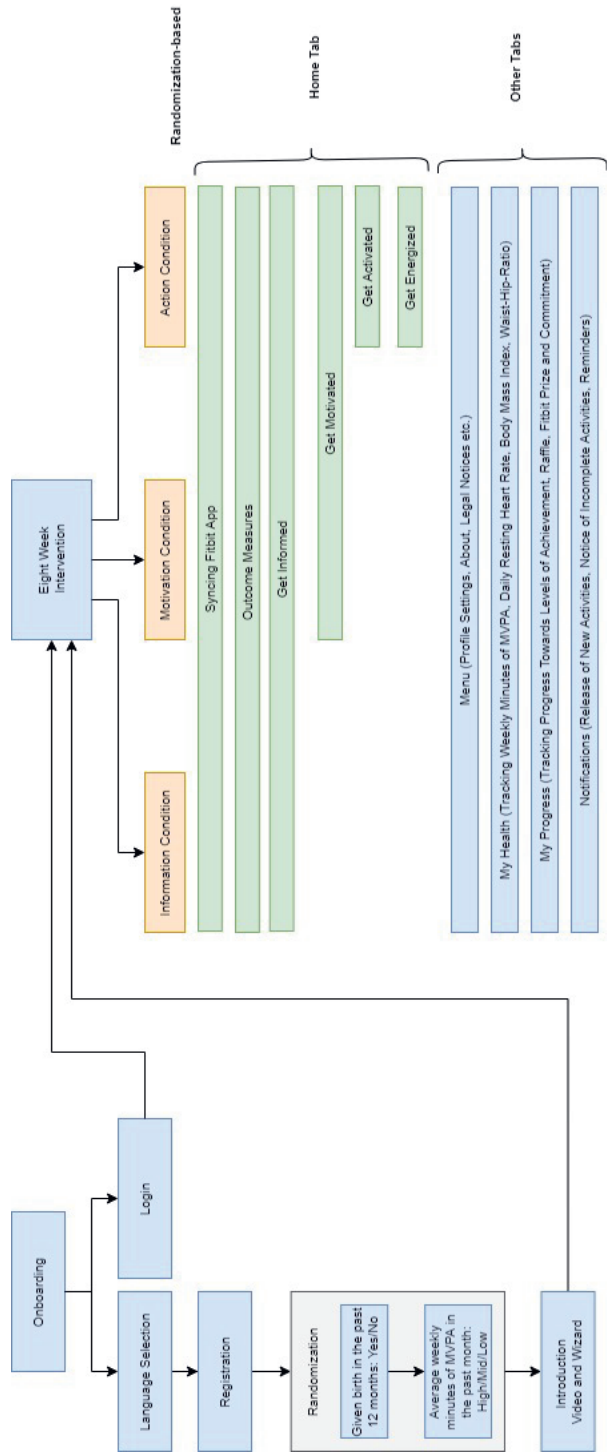 Onboarding
Language Selection
Login
Registration
Randomization
Given birth in the past
12 months: Yes/No
Average weekly
minutes of MVPA in
the past month:
High/Mid/Low
Introduction
Video and Wizard
Eight Week
Intervention
Information Condition
Motivation Condition
Action Condition
Randomization-based
Syncing Fitbit App
Outcome Measures
Get Informed
Get Motivated
Get Activated
Get Energized
Home Tab
Menu (Profile Settings, About, Legal Notices etc.)
My Health (Tracking Weekly Minutes of MVPA, Daily Resting Heart Rate, Body Mass Index, Waist-Hip-Ratio)
My Progress (Tracking Progress Towards Levels of Achievement, Raffle, Fitbit Prize and Commitment)
Notifications (Release of New Activities, Notice of Incomplete Activities, Reminders)
Other Tabs